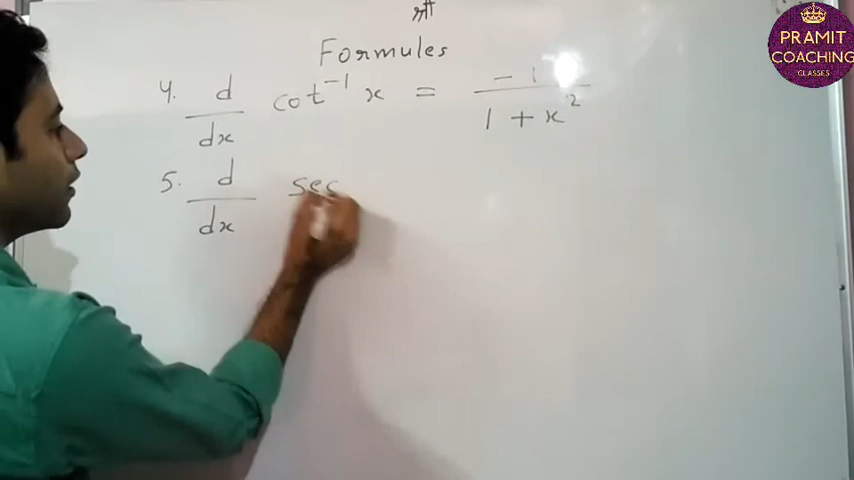 Formules
4. d/dx cot⁻¹ x = -1/1 + x²
5. d/dx sec
PRAMIT
COACHING
CLASSES